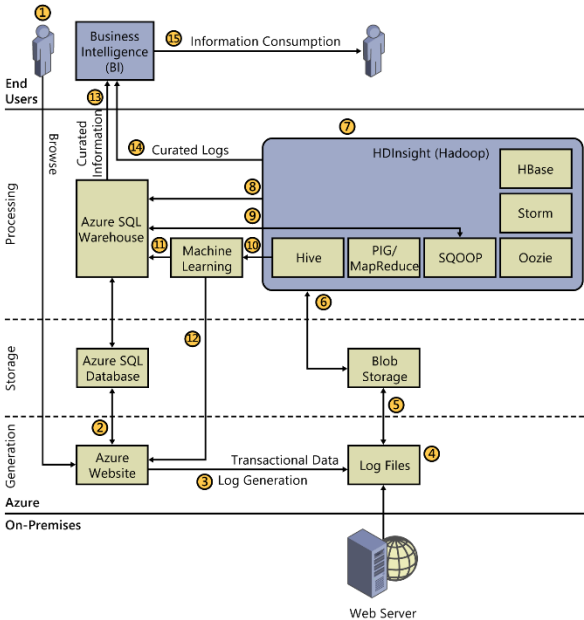 1
Business
Intelligence
(BI)
15
Information Consumption
End
Users
13
Curated
Information
Browse
14
Curated Logs
7
HDInsight (Hadoop)
HBase
Processing
8
Storm
9
Azure SQL
Warehouse
11
Machine
Learning
10
Hive
PIG/
MapReduce
SQOOP
Oozie
6
12
Storage
Azure SQL
Database
Blob
Storage
5
2
Generation
Azure
Website
Transactional Data
3
Log Generation
Log Files
4
Azure
On-Premises
Web Server